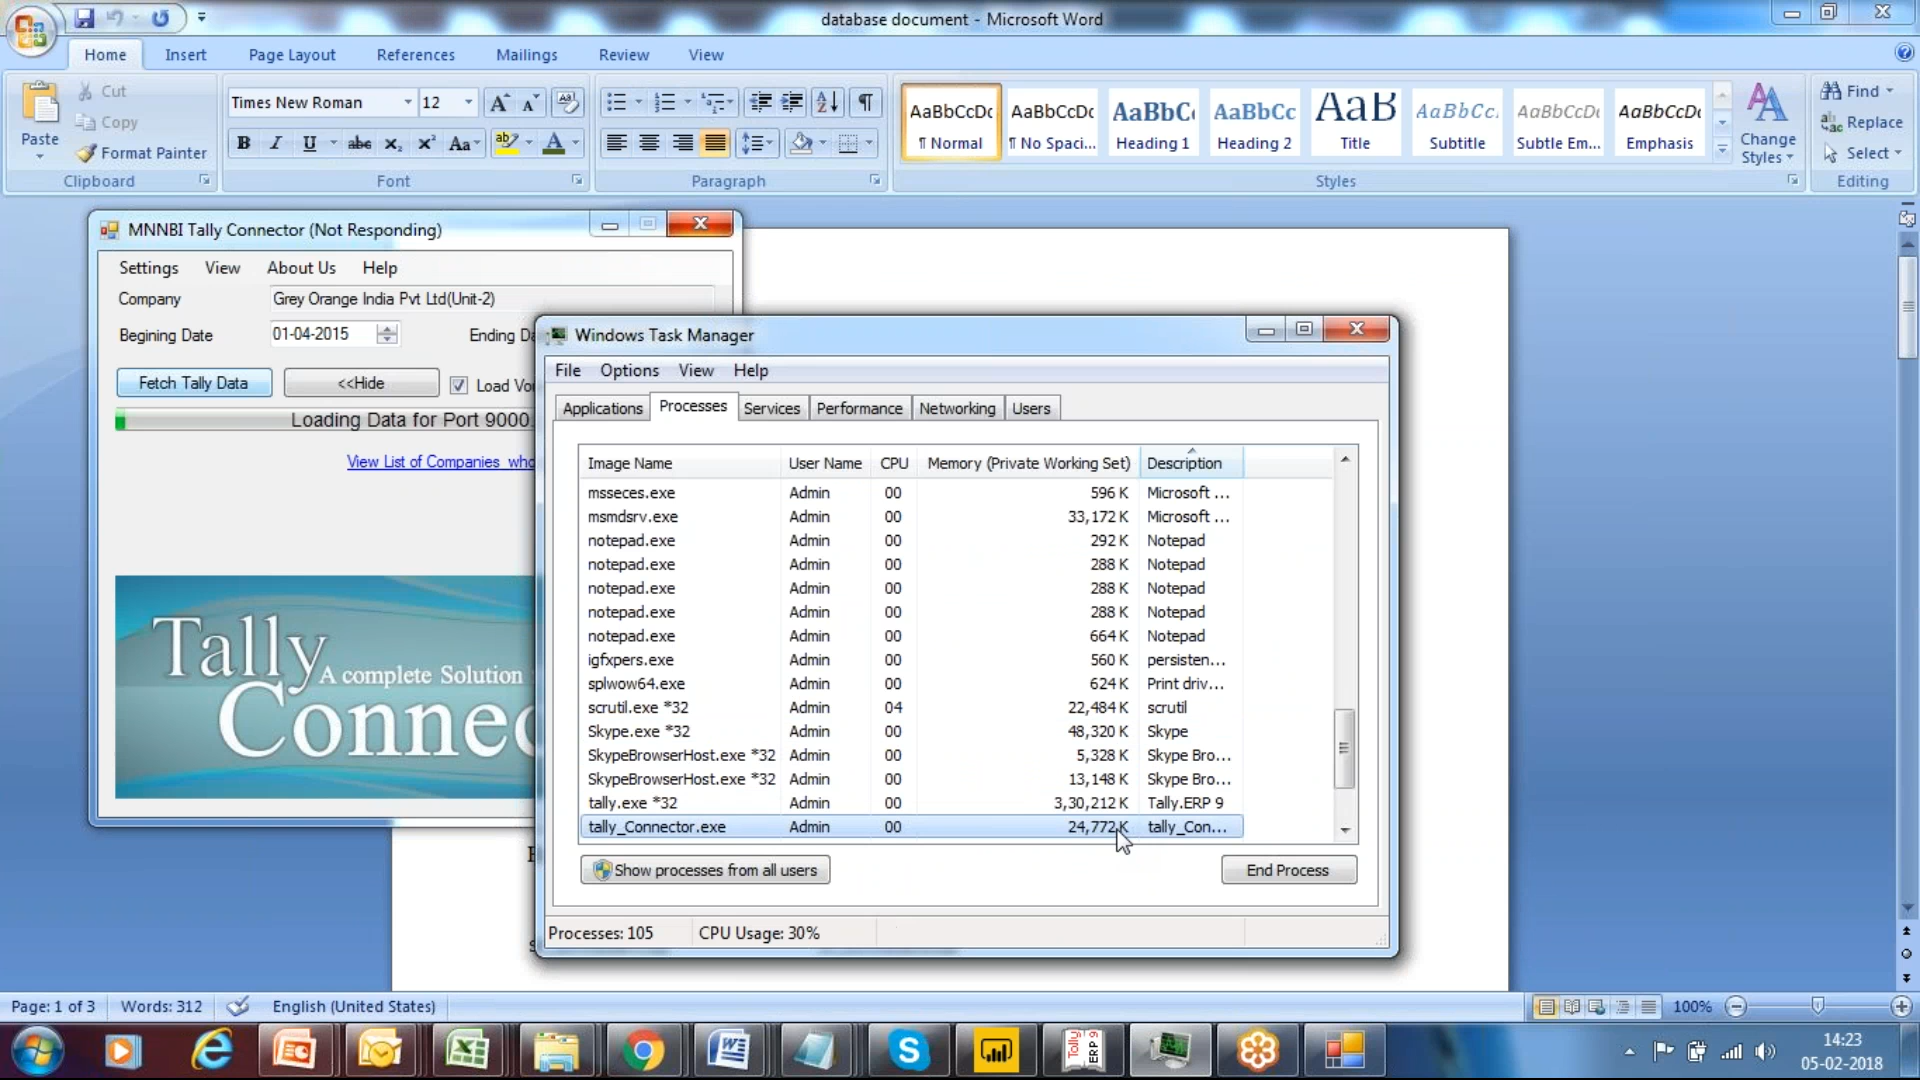 database document - Microsoft Word
Home Insert Page Layout References Mailings Review View
Paste
Cut
Copy
Format Painter
Clipboard
Times New Roman 12
Font
Paragraph
AaBbCcDc AaBbCcDc AaBbC AaBbCc AaB AaBbCc. AaBbCcDc AaBbCcDc
¶ Normal ¶ No Spaci... Heading 1 Heading 2 Title Subtitle Subtle Em... Emphasis
Change Styles
Styles
Find
Replace
Select
Editing
MNNBI Tally Connector (Not Responding)
Settings View About Us Help
Company Grey Orange India Pvt Ltd(Unit-2)
Begining Date 01-04-2015 Ending Da
Fetch Tally Data <<Hide Load Vo
Loading Data for Port 9000.
View List of Companies who
Tally
A complete Solution
Connec
Windows Task Manager
File Options View Help
Applications Processes Services Performance Networking Users
Image Name User Name CPU Memory (Private Working Set) Description
msseces.exe Admin 00 596 K Microsoft ...
msmdsrv.exe Admin 00 33,172 K Microsoft ...
notepad.exe Admin 00 292 K Notepad
notepad.exe Admin 00 288 K Notepad
notepad.exe Admin 00 288 K Notepad
notepad.exe Admin 00 288 K Notepad
notepad.exe Admin 00 664 K Notepad
igfxpers.exe Admin 00 560 K persisten...
splwow64.exe Admin 00 624 K Print driv...
scrutil.exe *32 Admin 04 22,484 K scrutil
Skype.exe *32 Admin 00 48,320 K Skype
SkypeBrowserHost.exe *32 Admin 00 5,328 K Skype Bro...
SkypeBrowserHost.exe *32 Admin 00 13,148 K Skype Bro...
tally.exe *32 Admin 00 3,30,212 K Tally.ERP 9
tally_Connector.exe Admin 00 24,772 K tally_Con...
Show processes from all users End Process
Processes: 105 CPU Usage: 30%
Page: 1 of 3 Words: 312 English (United States) 100%
Tally ERP 9
14:23
05-02-2018